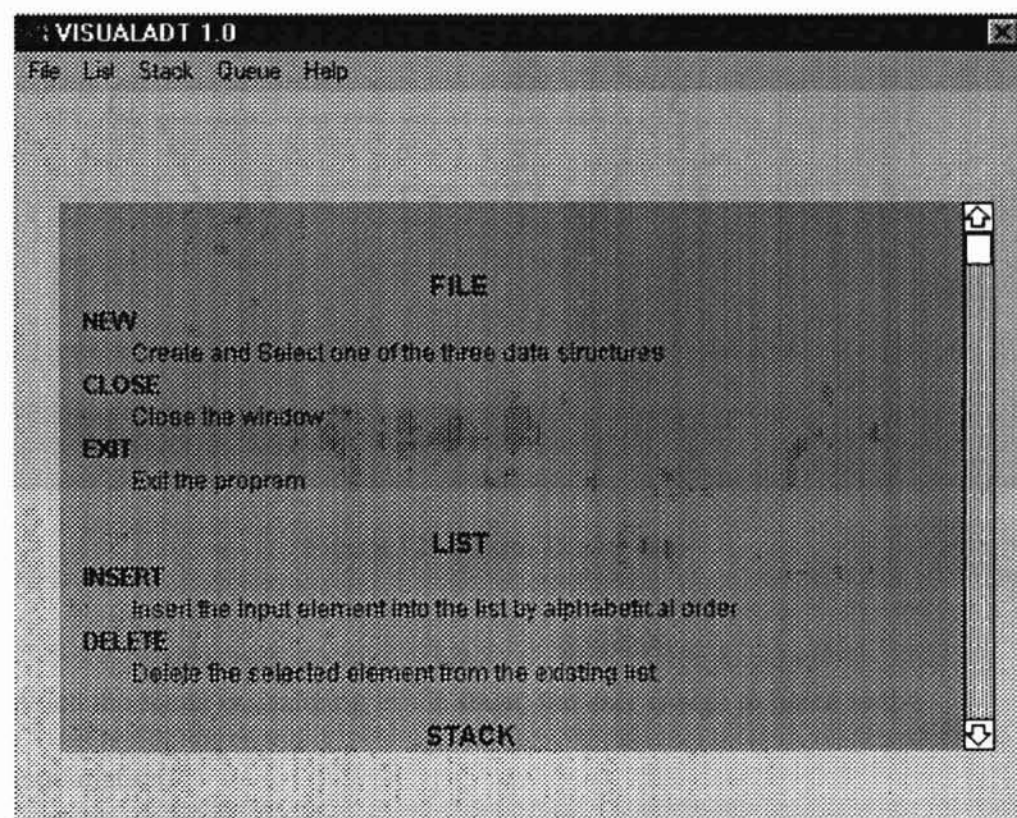 VISUALADT 1.0
File List Stack Queue Help
FILE
NEW
Create and Select one of the three data structures
CLOSE
Close the window
EXIT
Exit the propram
LIST
INSERT
Insert the input element into the list by alphabetical order
DELETE
Delete the selected element from the existing list
STACK